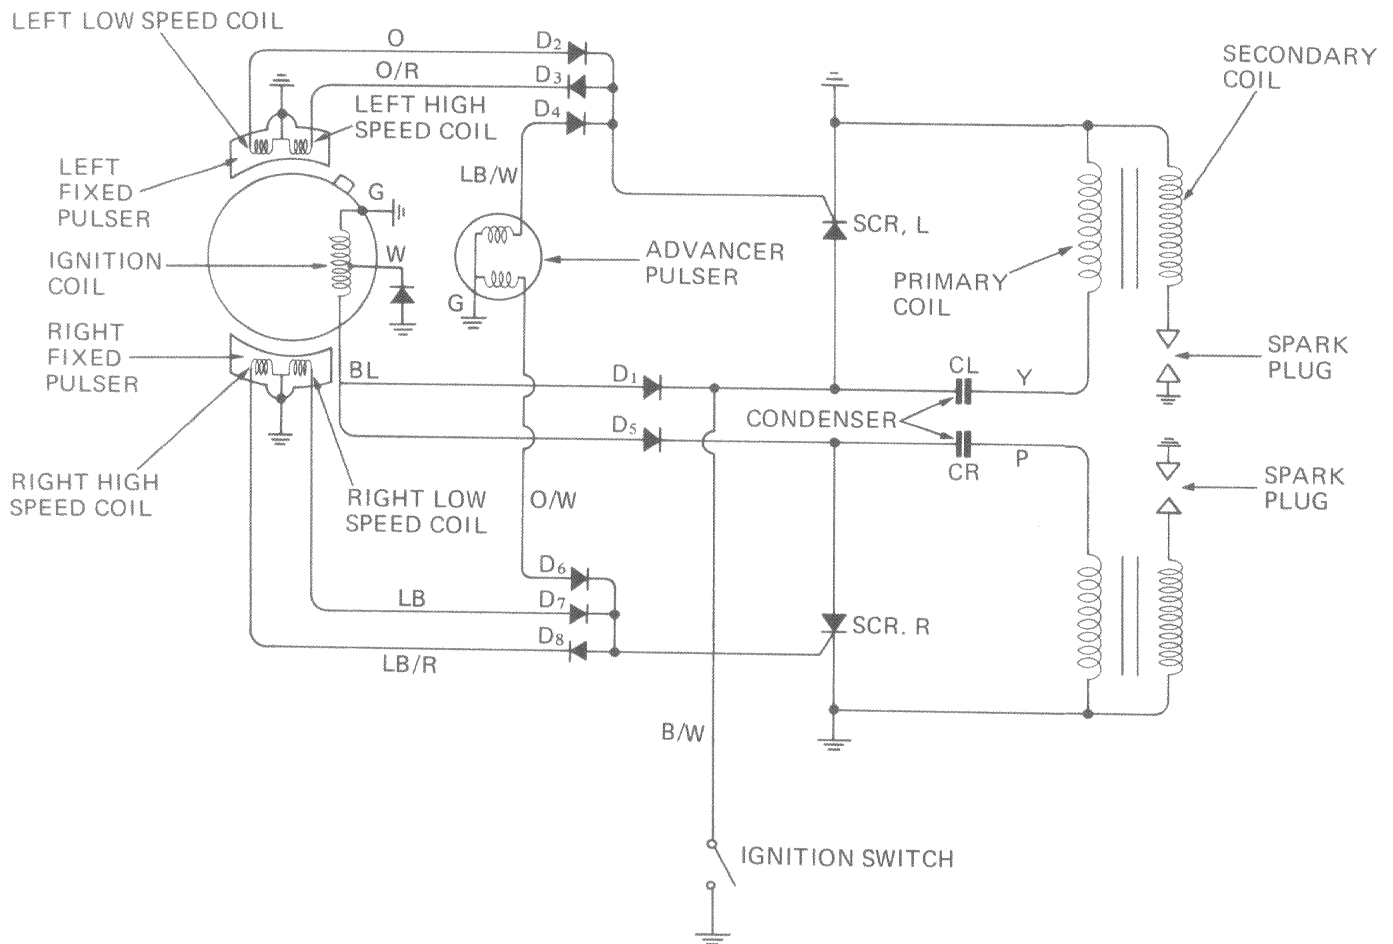 LEFT LOW SPEED COIL
O
D2
O/R
D3
D4
LEFT HIGH
SPEED COIL
SECONDARY
COIL
LEFT
FIXED
PULSER
G
LB/W
SCR, L
IGNITION
COIL
W
ADVANCER
PULSER
PRIMARY
COIL
G
RIGHT
FIXED
PULSER
BL
D1
CL
Y
SPARK
PLUG
CONDENSER
D5
CR
P
RIGHT HIGH
SPEED COIL
RIGHT LOW
SPEED COIL
O/W
SPARK
PLUG
D6
LB
D7
D8
LB/R
SCR. R
B/W
IGNITION SWITCH